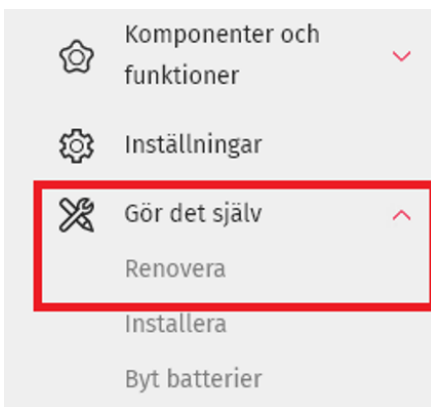 Komponenter och
funktioner
Inställningar
Gör det själv
Renovera
Installera
Byt batterier